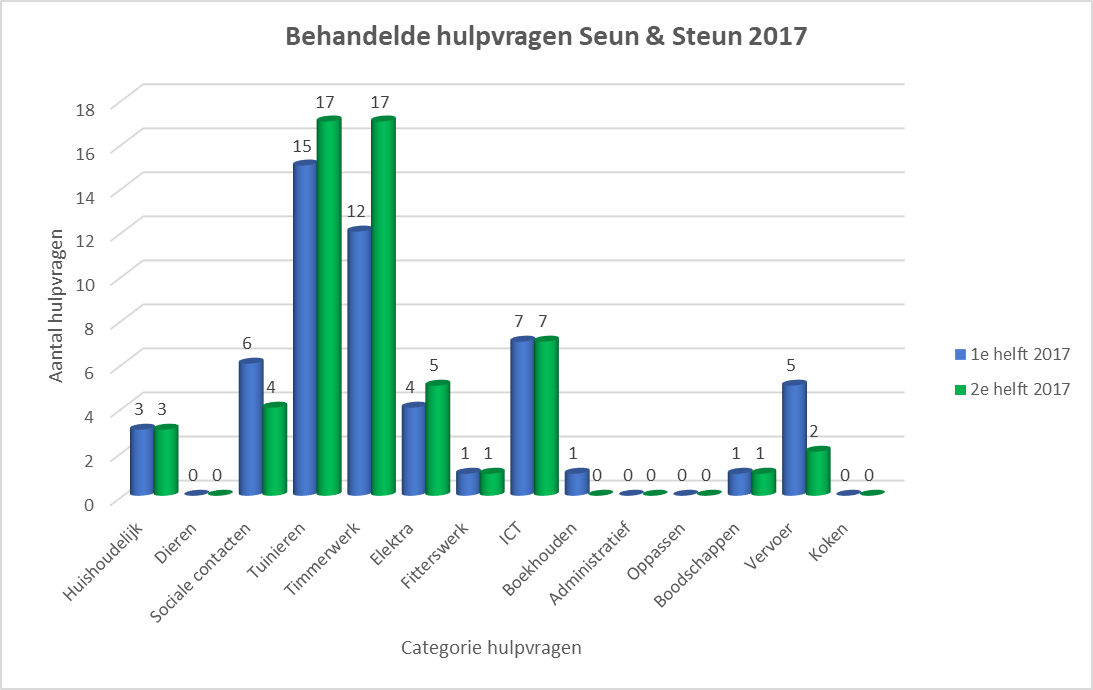 Behandelde hulpvragen Seun & Steun 2017
Aantal hulpvragen
18
16
14
12
10
8
6
4
2
0
3 3
0 0
6 4
15 17
12 17
4 5
1 1
7 7
1 0
0 0
0 0
1 1
5 2
0 0
Huishoudelijk
Dieren
Sociale contacten
Tuinieren
Timmerwerk
Elektra
Fitterswerk
ICT
Boekhouden
Administratief
Oppassen
Boodschappen
Vervoer
Koken
Categorie hulpvragen
1e helft 2017
2e helft 2017